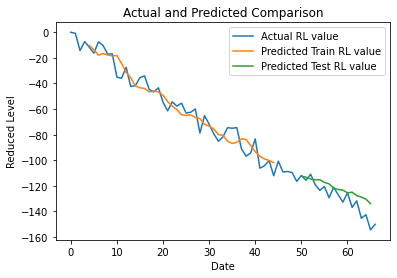 Actual and Predicted Comparison
Actual RL value
Predicted Train RL value
Predicted Test RL value
Reduced Level
0
−20
−40
−60
−80
−100
−120
−140
−160
0
10
20
30
40
50
60
Date